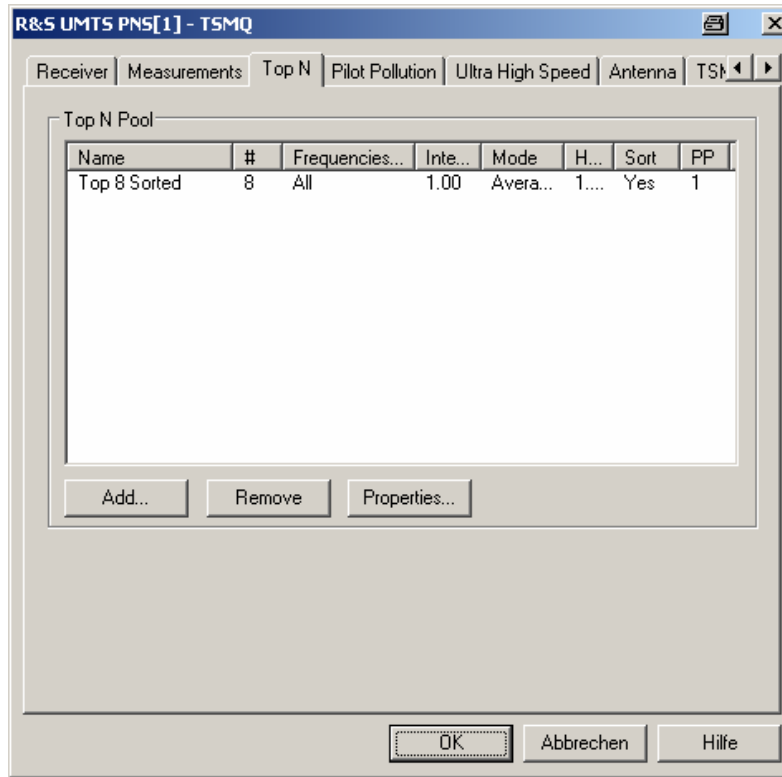 R&S UMTS PNS[1] - TSMQ
Receiver Measurements Top N Pilot Pollution Ultra High Speed Antenna
Top N Pool
Name # Frequencies... Inte... Mode H... Sort PP
Top 8 Sorted 8 All 1.00 Avera... 1.... Yes 1
Add... Remove Properties...
OK Abbrechen Hilfe